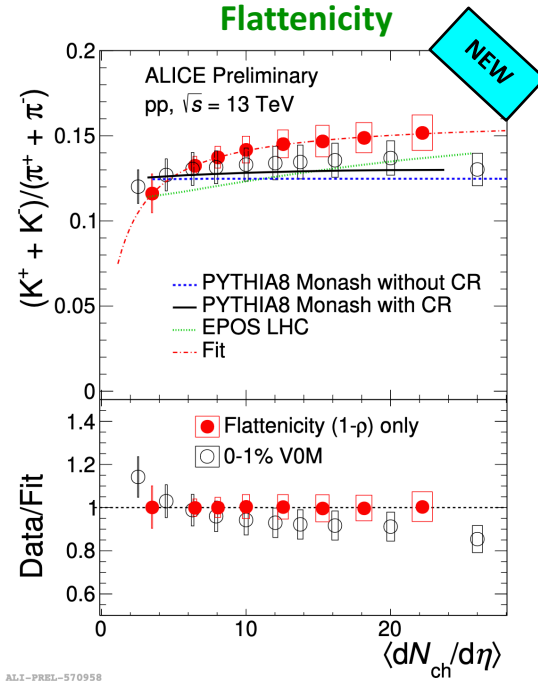 Flattenicity
NEW
ALICE Preliminary
pp, √s = 13 TeV
(K⁺ + K⁻)/(π⁺ + π⁻)
0.2
0.15
0.1
0.05
0
PYTHIA8 Monash without CR
PYTHIA8 Monash with CR
EPOS LHC
Fit
Data/Fit
1.4
1.2
1
0.8
0.6
Flattenicity (1-ρ) only
0-1% V0M
0 10 20
⟨dN_ch/dη⟩
ALI-PREL-570958